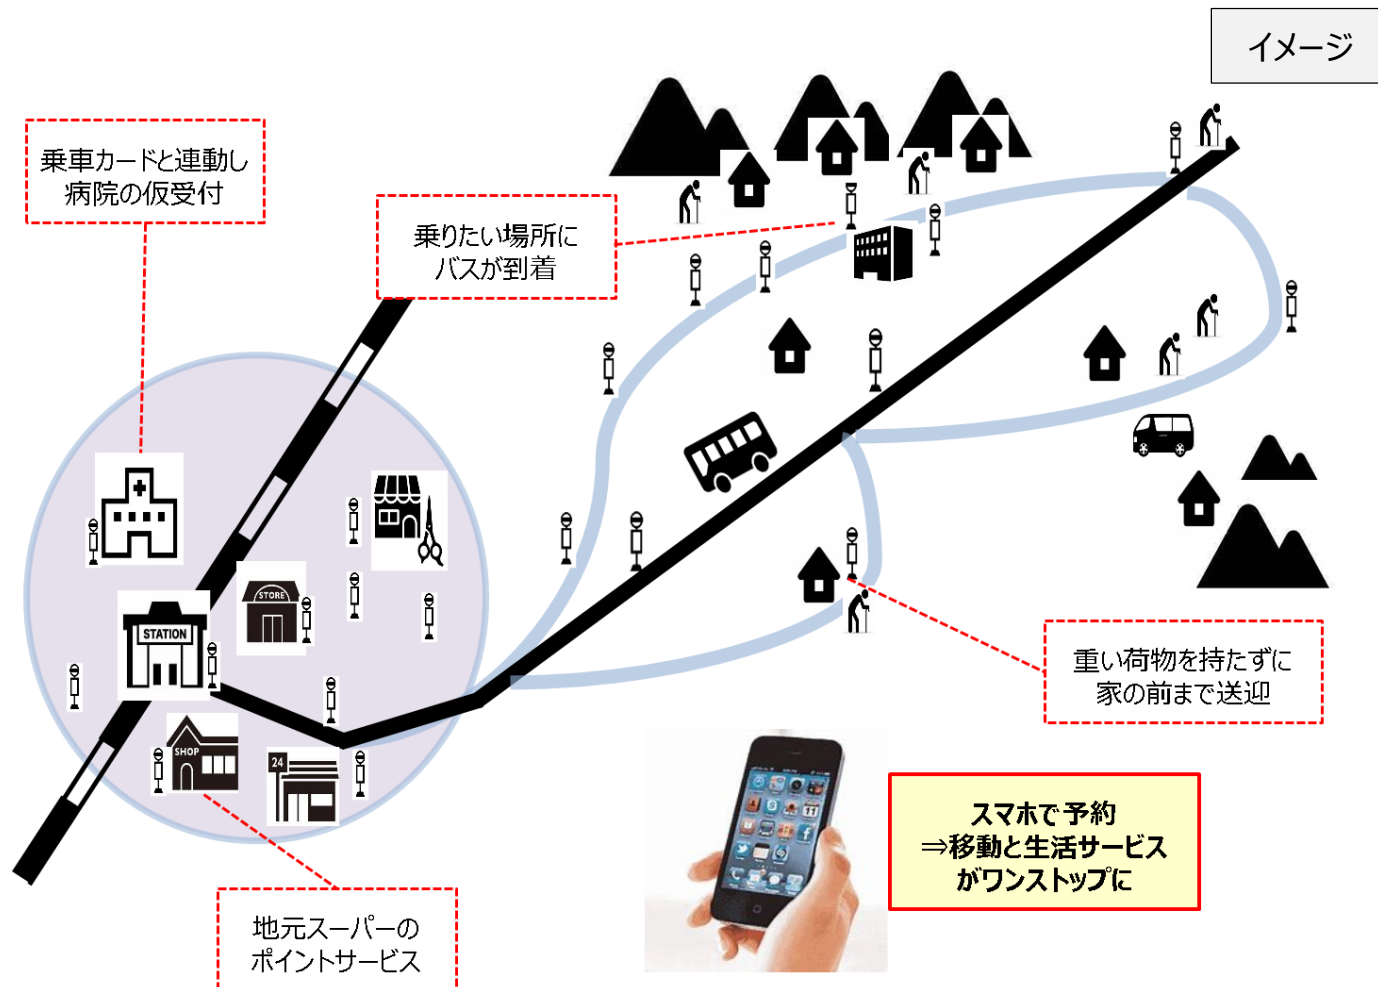 イメージ
乗車カードと連動し
病院の仮受付
乗りたい場所に
バスが到着
STORE
STATION
SHOP
24
重い荷物を持たずに
家の前まで送迎
スマホで予約
⇒移動と生活サービス
がワンストップに
地元スーパーの
ポイントサービス
11